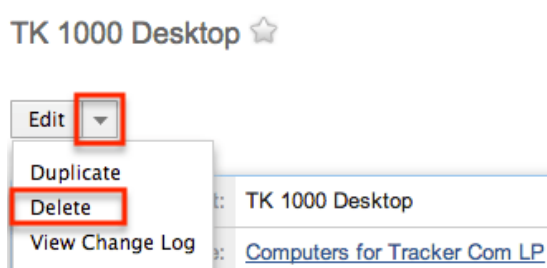 TK 1000 Desktop
Edit
Duplicate
Delete
View Change Log
t: TK 1000 Desktop
e: Computers for Tracker Com LP